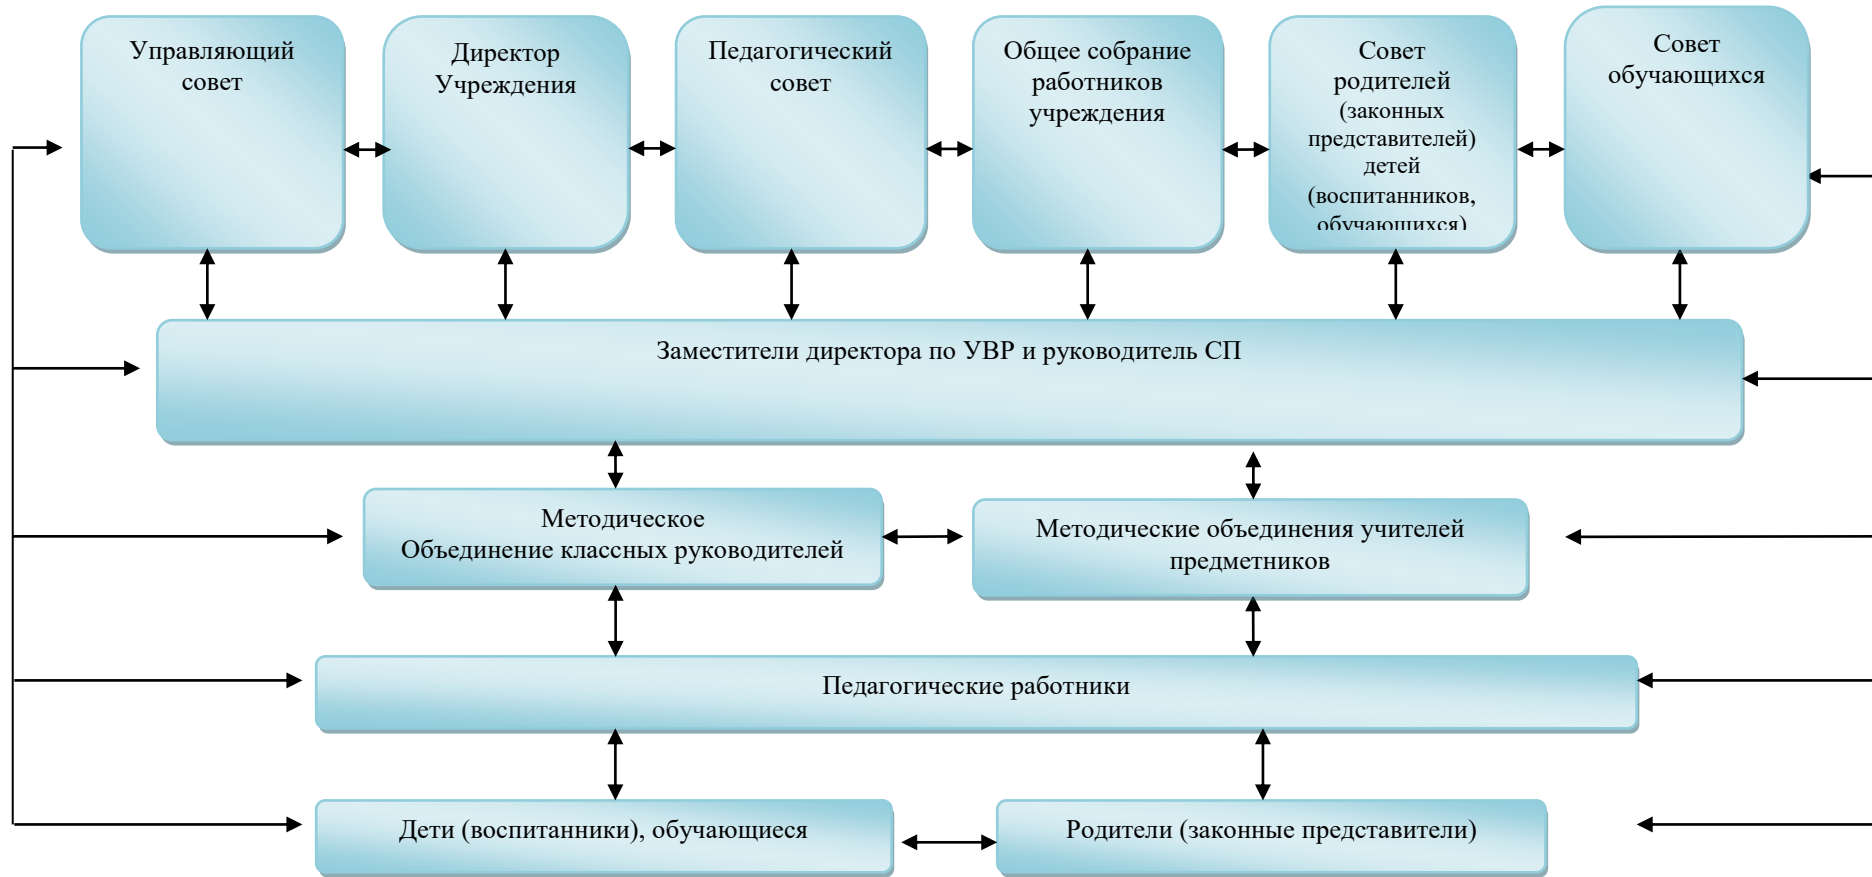 Управляющий
совет
Директор
Учреждения
Педагогический
совет
Общее собрание
работников
учреждения
Совет
родителей
(законных
представителей)
детей
(воспитанников,
обучающихся)
Совет
обучающихся
Заместители директора по УВР и руководитель СП
Методическое
Объединение классных руководителей
Методические объединения учителей
предметников
Педагогические работники
Дети (воспитанники), обучающиеся
Родители (законные представители)